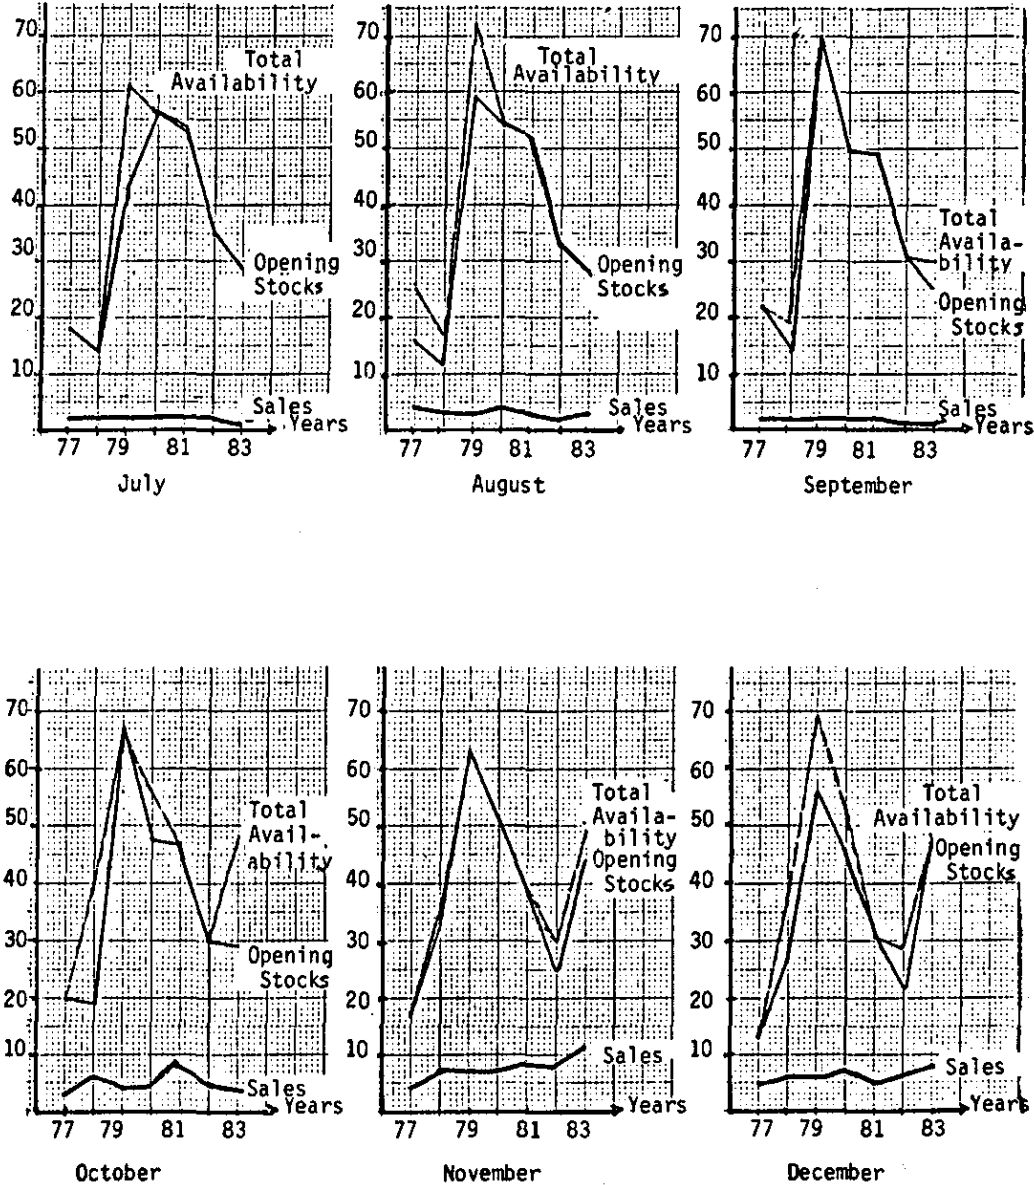 70
60
50
40
30
20
10
Total
Availability
Opening
Stocks
Sales
Years
77 79 81 83
July
70
60
50
40
30
20
10
Total
Availability
Opening
Stocks
Sales
Years
77 79 81 83
August
70
60
50
40
30
20
10
Total
Availa-
bility
Opening
Stocks
Sales
Years
77 79 81 83
September
70
60
50
40
30
20
10
Total
Avail-
ability
Opening
Stocks
Sales
Years
77 79 81 83
October
70
60
50
40
30
20
10
Total
Availa-
bility
Opening
Stocks
Sales
Years
77 79 81 83
November
70
60
50
40
30
20
10
Total
Availability
Opening
Stocks
Sales
Years
77 79 81 83
December